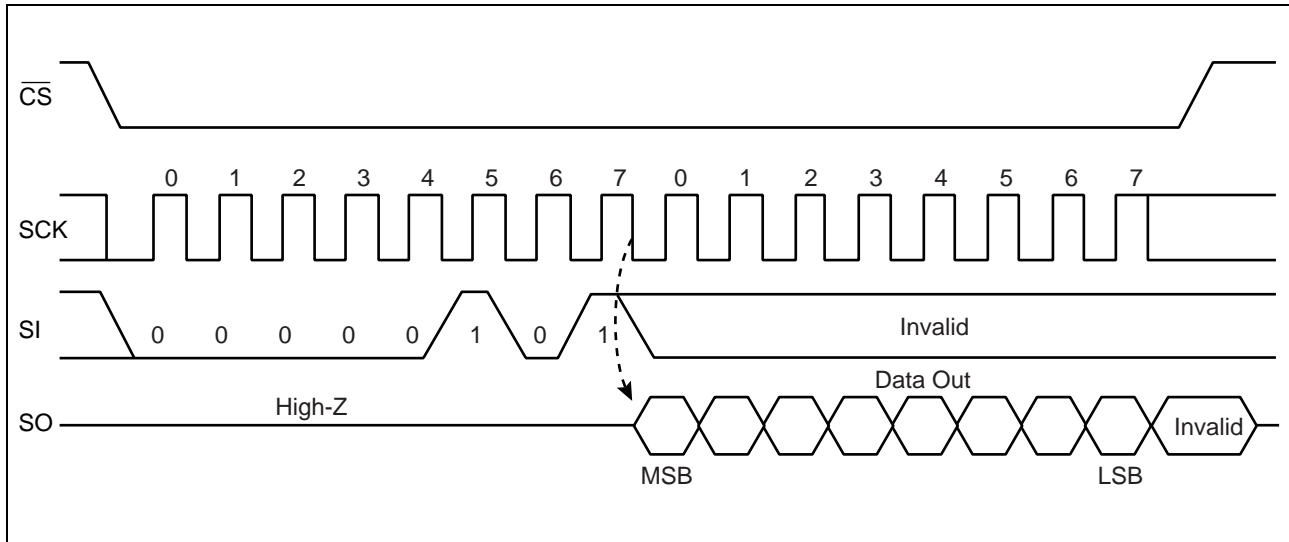 CS
0 1 2 3 4 5 6 7 0 1 2 3 4 5 6 7
SCK
SI 0 0 0 0 0 1 0 1 Invalid
Data Out
High-Z
SO Invalid
MSB LSB